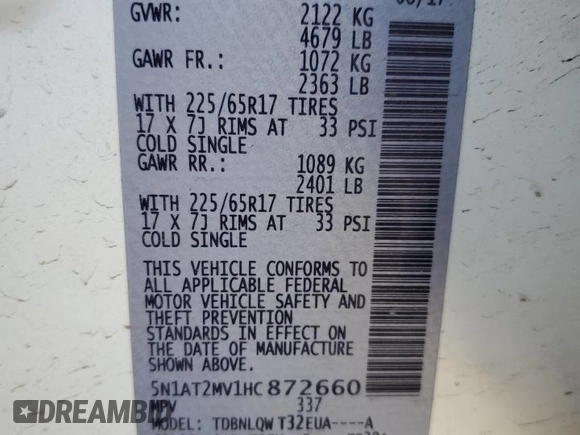 GVWR: 2122 KG
4679 LB
GAWR FR.: 1072 KG
2363 LB
WITH 225/65R17 TIRES
17 X 7J RIMS AT 33 PSI
COLD SINGLE
GAWR RR.: 1089 KG
2401 LB
WITH 225/65R17 TIRES
17 X 7J RIMS AT 33 PSI
COLD SINGLE
THIS VEHICLE CONFORMS TO
ALL APPLICABLE FEDERAL
MOTOR VEHICLE SAFETY AND
THEFT PREVENTION
STANDARDS IN EFFECT ON
THE DATE OF MANUFACTURE
SHOWN ABOVE.
5N1AT2MV1HC872660
MPV 337
MODEL: TDBNLQW T32EUA----A
© RIDERBASE